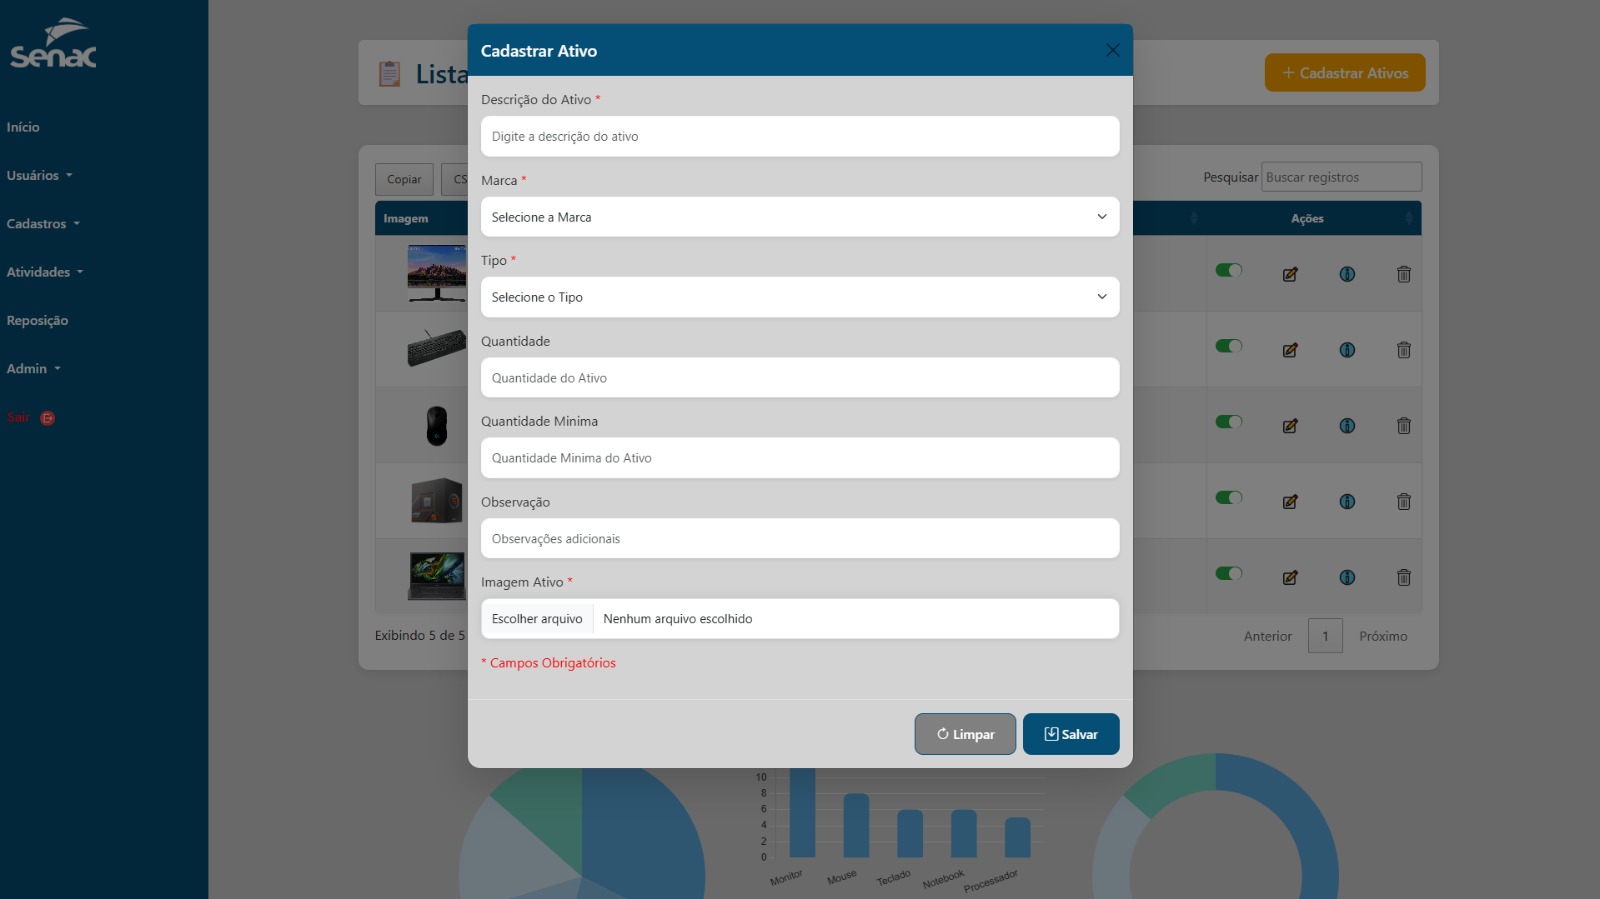 Senac
Início
Usuários
Cadastros
Atividades
Reposição
Admin
Sair
Lista
+ Cadastrar Ativos
Cadastrar Ativo
Descrição do Ativo *
Digite a descrição do ativo
Marca *
Selecione a Marca
Tipo *
Selecione o Tipo
Quantidade
Quantidade do Ativo
Quantidade Minima
Quantidade Minima do Ativo
Observação
Observações adicionais
Imagem Ativo *
Escolher arquivo Nenhum arquivo escolhido
* Campos Obrigatórios
Limpar Salvar
Copiar CS
Pesquisar Buscar registros
Imagem Ações
Exibindo 5 de 5
Anterior 1 Próximo
10
8
6
4
2
0
Monitor Mouse Teclado Notebook Processador